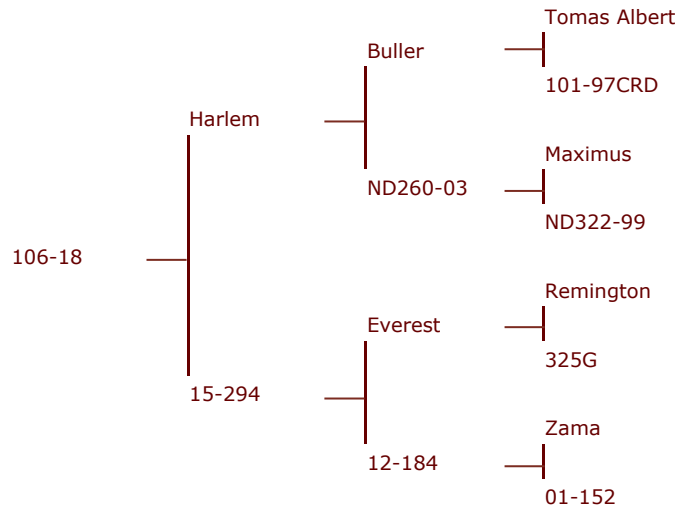 Tomas Albert
Buller
101-97CRD
Harlem
Maximus
ND260-03
ND322-99
106-18
Remington
Everest
325G
15-294
Zama
12-184
01-152